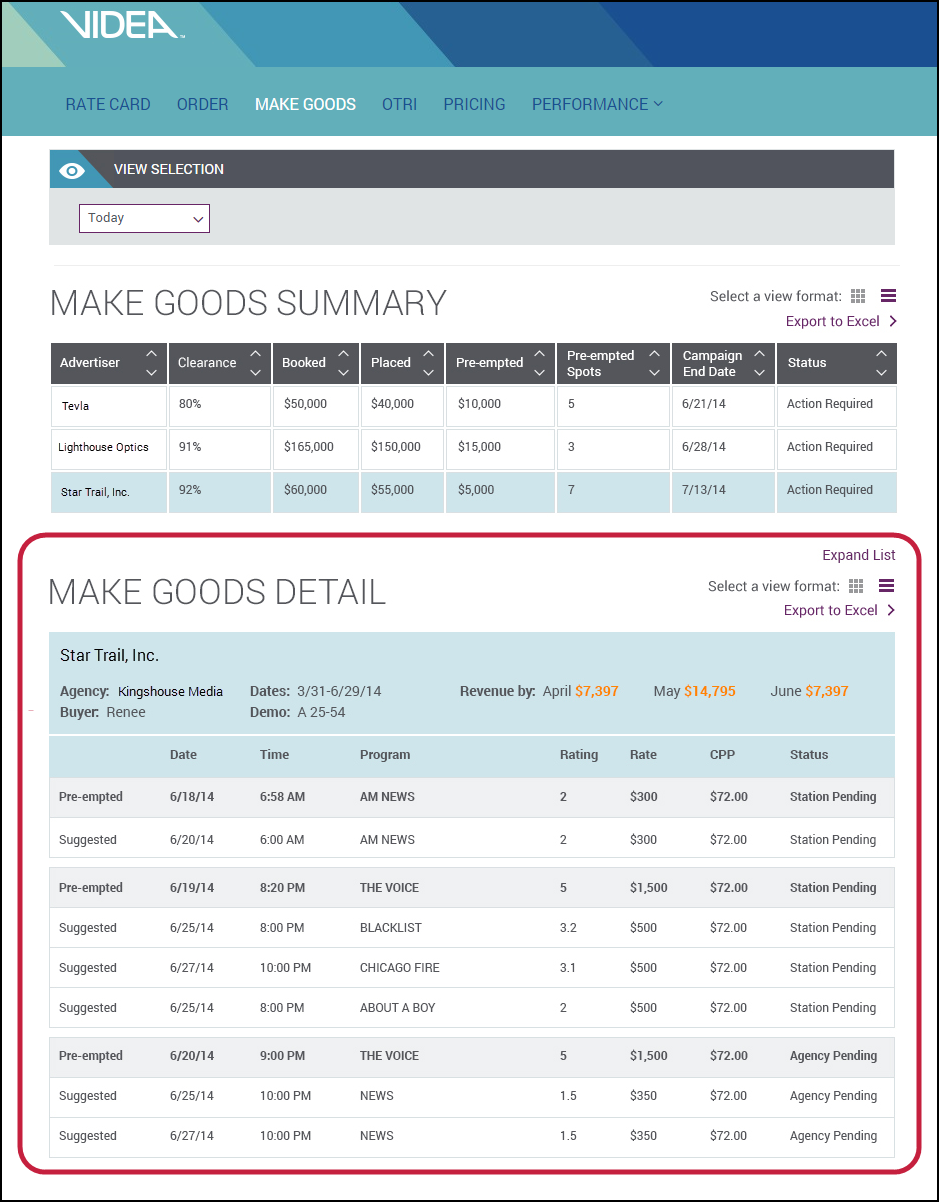 VIDEA™
RATE CARD ORDER MAKE GOODS OTRI PRICING PERFORMANCE
VIEW SELECTION
Today
MAKE GOODS SUMMARY
Select a view format:
Export to Excel
Advertiser Clearance Booked Placed Pre-empted Pre-empted Spots Campaign End Date Status
Tevla 80% $50,000 $40,000 $10,000 5 6/21/14 Action Required
Lighthouse Optics 91% $165,000 $150,000 $15,000 3 6/28/14 Action Required
Star Trail, Inc. 92% $60,000 $55,000 $5,000 7 7/13/14 Action Required
Expand List
MAKE GOODS DETAIL
Select a view format:
Export to Excel
Star Trail, Inc.
Agency: Kingshouse Media Dates: 3/31-6/29/14 Revenue by: April $7,397 May $14,795 June $7,397
Buyer: Renee Demo: A 25-54
Date Time Program Rating Rate CPP Status
Pre-empted 6/18/14 6:58 AM AM NEWS 2 $300 $72.00 Station Pending
Suggested 6/20/14 6:00 AM AM NEWS 2 $300 $72.00 Station Pending
Pre-empted 6/19/14 8:20 PM THE VOICE 5 $1,500 $72.00 Station Pending
Suggested 6/25/14 8:00 PM BLACKLIST 3.2 $500 $72.00 Station Pending
Suggested 6/27/14 10:00 PM CHICAGO FIRE 3.1 $500 $72.00 Station Pending
Suggested 6/25/14 8:00 PM ABOUT A BOY 2 $500 $72.00 Station Pending
Pre-empted 6/20/14 9:00 PM THE VOICE 5 $1,500 $72.00 Agency Pending
Suggested 6/25/14 10:00 PM NEWS 1.5 $350 $72.00 Agency Pending
Suggested 6/27/14 10:00 PM NEWS 1.5 $350 $72.00 Agency Pending